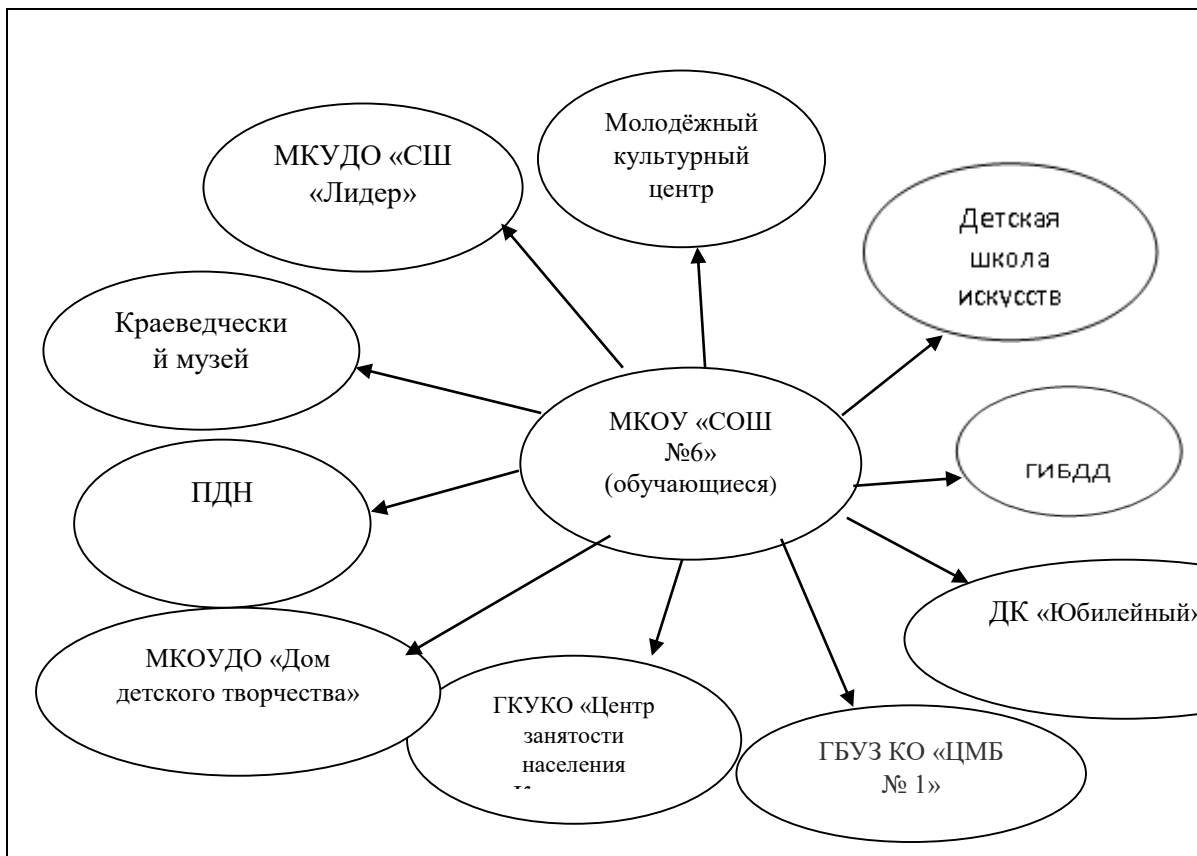 Молодёжный
культурный
центр
МКУДО «СШ
«Лидер»
Детская
школа
искусств
Краеведчески
й музей
МКОУ «СОШ
№6»
(обучающиеся)
ГИБДД
ПДН
ДК «Юбилейный»
МКОУДО «Дом
детского творчества»
ГКУКО «Центр
занятости
населения
ГБУЗ КО «ЦМБ
№ 1»